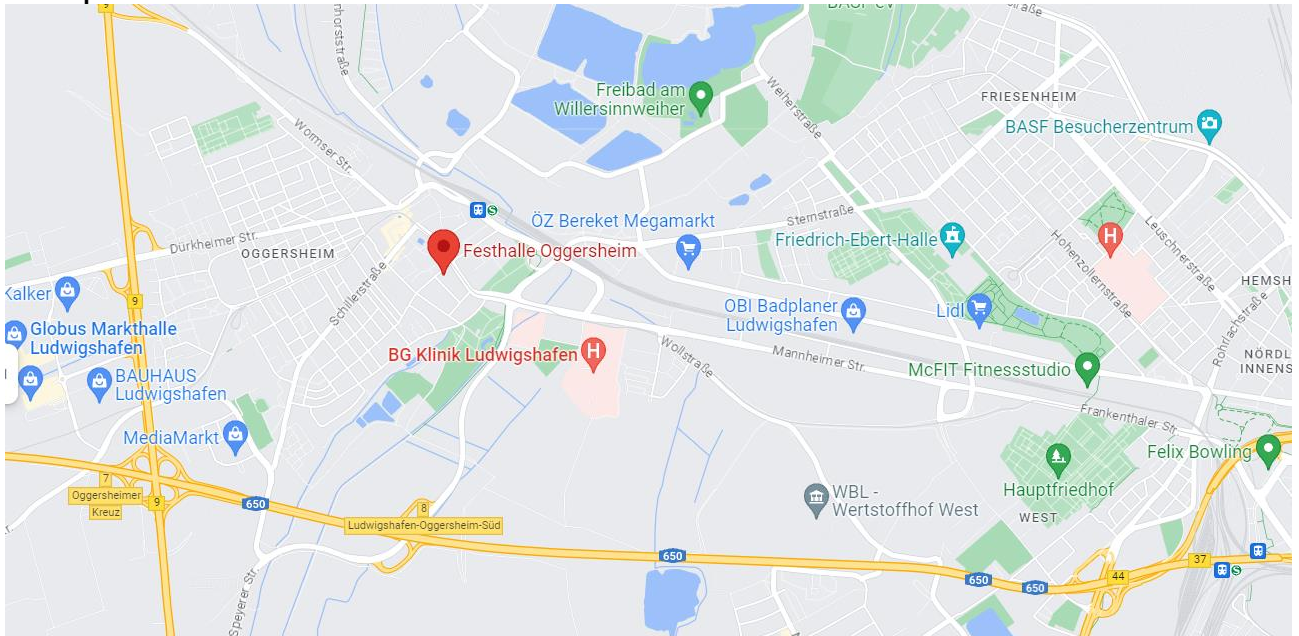 9
BASF eV
Freibad am
Willersinnweiher
Weiherstraße
FRIESENHEIM
BASF Besucherzentrum
Wormser Str.
ÖZ Bereket Megamarkt
Sternstraße
Friedrich-Ebert-Halle
H
Leuschnerstraße
Hohenzollernstraße
Dürkheimer Str.
OGGERSHEIM
Festhalle Oggersheim
S
Schillerstraße
HEMSH
Kalker
9
Globus Markthalle
Ludwigshafen
OBI Badplaner
Ludwigshafen
Lidl
Rohrlachstraße
BG Klinik Ludwigshafen
H
Wollstraße
Mannheimer Str.
NÖRDL
INNENS
BAUHAUS
Ludwigshafen
McFIT Fitnessstudio
Frankenthaler Str
MediaMarkt
Felix Bowling
7
Oggersheimer
Kreuz
9
650
8
Ludwigshafen-Oggersheim-Süd
WBL -
Wertstoffhof West
Hauptfriedhof
WEST
650
650
650
44
37
S
Speyerer Str.